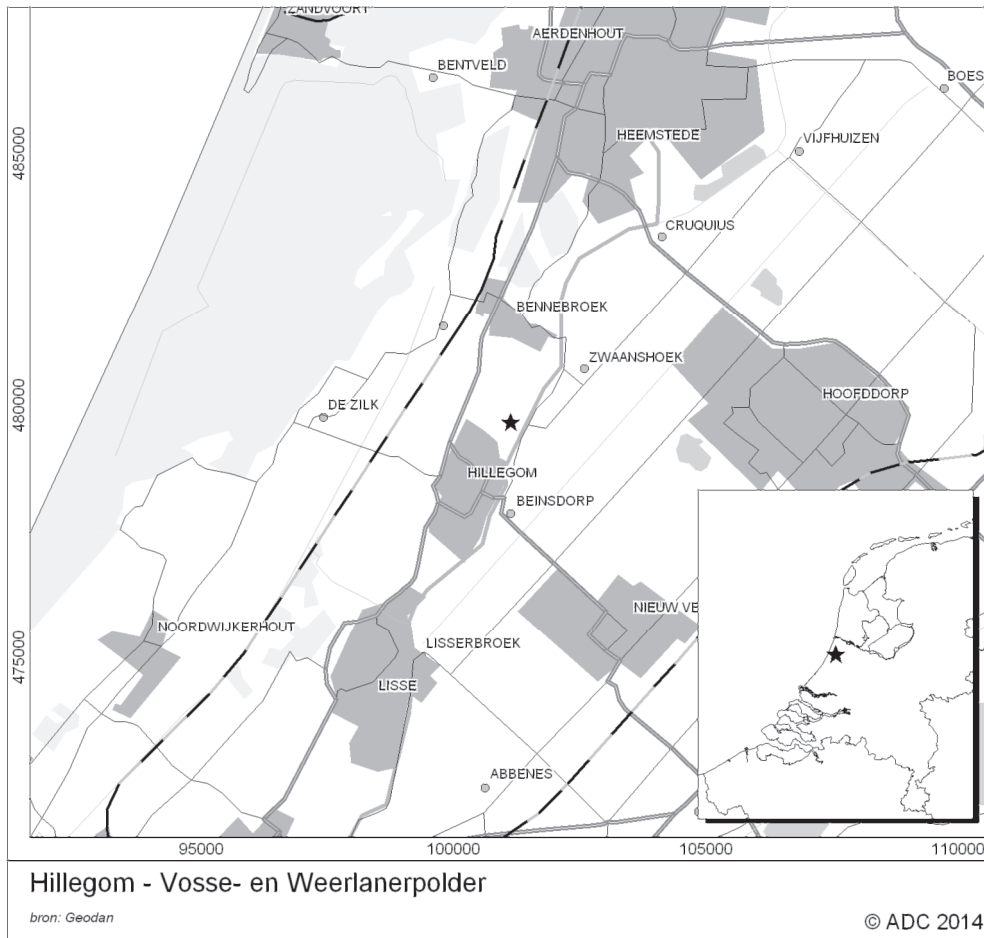 ZANDVOORT
AERDENHOUT
BENTVELD
BOES
HEEMSTEDE
VIJFHUIZEN
485000
CRUQUIUS
BENNEBROEK
ZWAANSHOEK
HOOFDDORP
DE ZILK
480000
HILLEGOM
BEINSDORP
NIEUW VE
NOORDWIJKERHOUT
LISSERBROEK
475000
LISSE
ABBENES
95000 100000 105000 110000
Hillegom - Vosse- en Weerlanerpolder
bron: Geodan
© ADC 2014